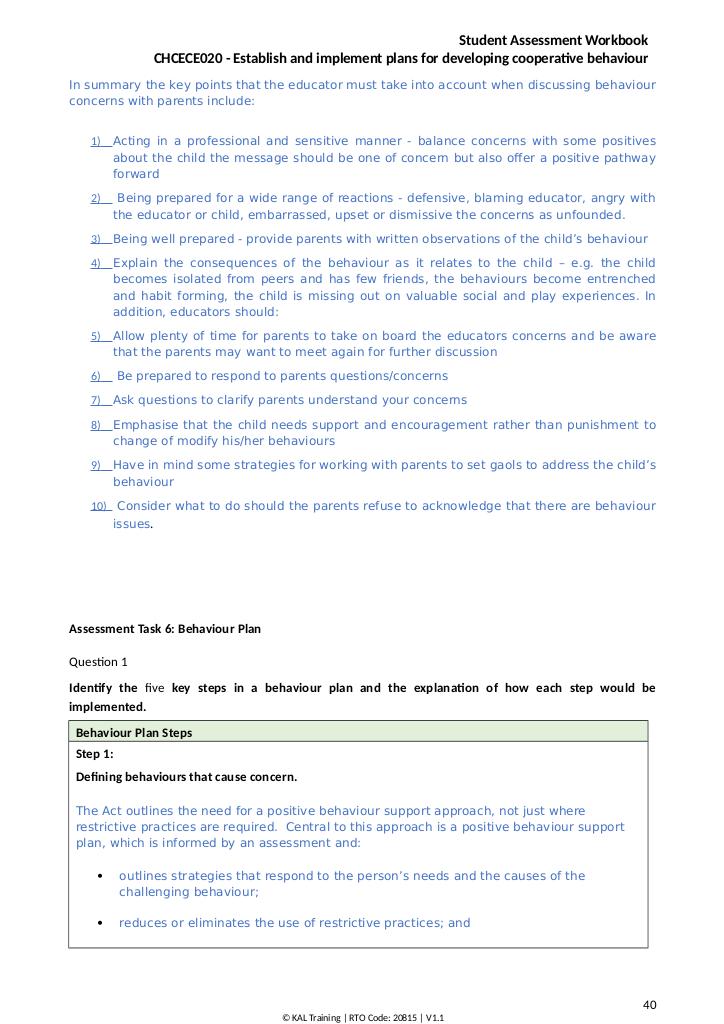 Student Assessment Workbook
CHCECE020 - Establish and implement plans for developing cooperative behaviour
In summary the key points that the educator must take into account when discussing behaviour
concerns with parents include:
1) Acting in a professional and sensitive manner - balance concerns with some positives
about the child the message should be one of concern but also offer a positive pathway
forward
2) Being prepared for a wide range of reactions - defensive, blaming educator, angry with
the educator or child, embarrassed, upset or dismissive the concerns as unfounded.
3) Being well prepared - provide parents with written observations of the child's behaviour
4) Explain the consequences of the behaviour as it relates to the child – e.g. the child
becomes isolated from peers and has few friends, the behaviours become entrenched
and habit forming, the child is missing out on valuable social and play experiences. In
addition, educators should:
5) Allow plenty of time for parents to take on board the educators concerns and be aware
that the parents may want to meet again for further discussion
6) Be prepared to respond to parents questions/concerns
7) Ask questions to clarify parents understand your concerns
8) Emphasise that the child needs support and encouragement rather than punishment to
change of modify his/her behaviours
9) Have in mind some strategies for working with parents to set gaols to address the child's
behaviour
10) Consider what to do should the parents refuse to acknowledge that there are behaviour
issues.
Assessment Task 6: Behaviour Plan
Question 1
Identify the five key steps in a behaviour plan and the explanation of how each step would be
implemented.
Behaviour Plan Steps
Step 1:
Defining behaviours that cause concern.
The Act outlines the need for a positive behaviour support approach, not just where
restrictive practices are required. Central to this approach is a positive behaviour support
plan, which is informed by an assessment and:
• outlines strategies that respond to the person's needs and the causes of the
challenging behaviour;
• reduces or eliminates the use of restrictive practices; and
40
© KAL Training | RTO Code: 20815 | V1.1